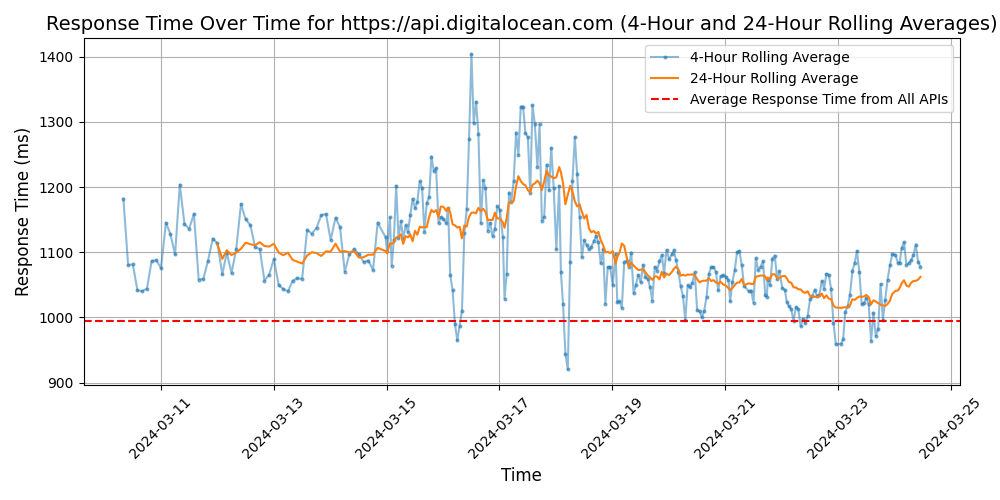 Response Time Over Time for https://api.digitalocean.com (4-Hour and 24-Hour Rolling Averages)
4-Hour Rolling Average
24-Hour Rolling Average
Average Response Time from All APIs
Response Time (ms)
1400
1300
1200
1100
1000
900
2024-03-11
2024-03-13
2024-03-15
2024-03-17
2024-03-19
2024-03-21
2024-03-23
2024-03-25
Time